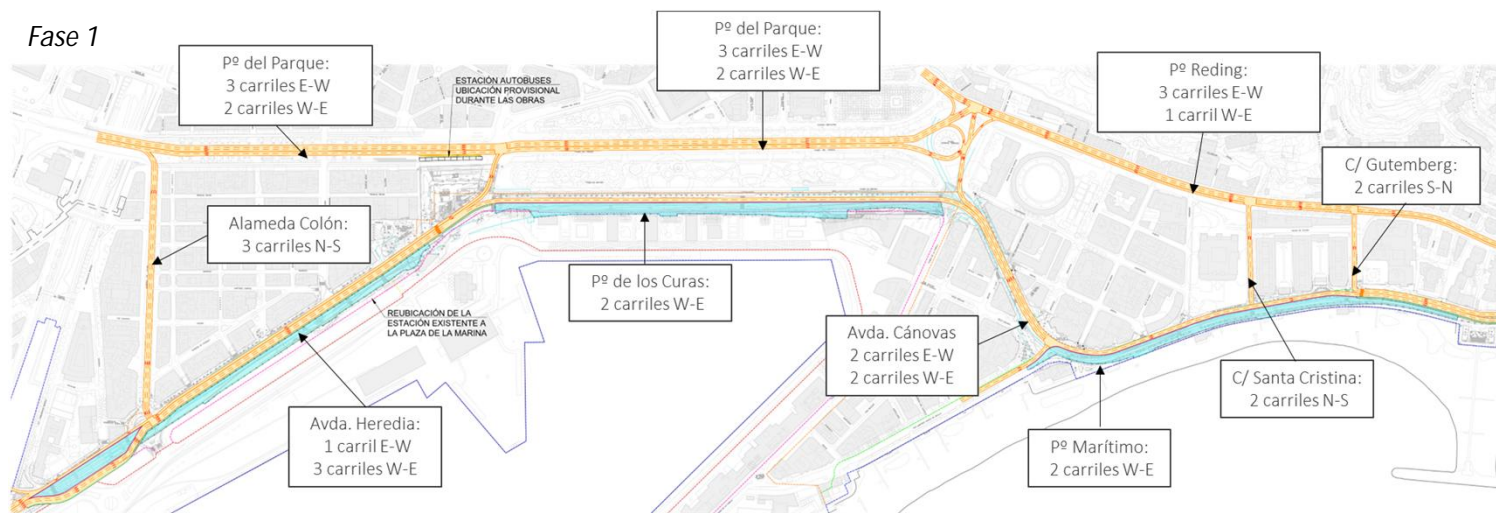 Fase 1
Pº del Parque:
3 carriles E-W
2 carriles W-E
ESTACIÓN AUTOBUSES
UBICACIÓN PROVISIONAL
DURANTE LAS OBRAS
Pº del Parque:
3 carriles E-W
2 carriles W-E
Pº Reding:
3 carriles E-W
1 carril W-E
C/ Gutemberg:
2 carriles S-N
Alameda Colón:
3 carriles N-S
Pº de los Curas:
2 carriles W-E
REUBICACIÓN DE LA
ESTACIÓN EXISTENTE A
LA PLAZA DE LA MARINA
Avda. Cánovas
2 carriles E-W
2 carriles W-E
C/ Santa Cristina:
2 carriles N-S
Avda. Heredia:
1 carril E-W
3 carriles W-E
Pº Marítimo:
2 carriles W-E